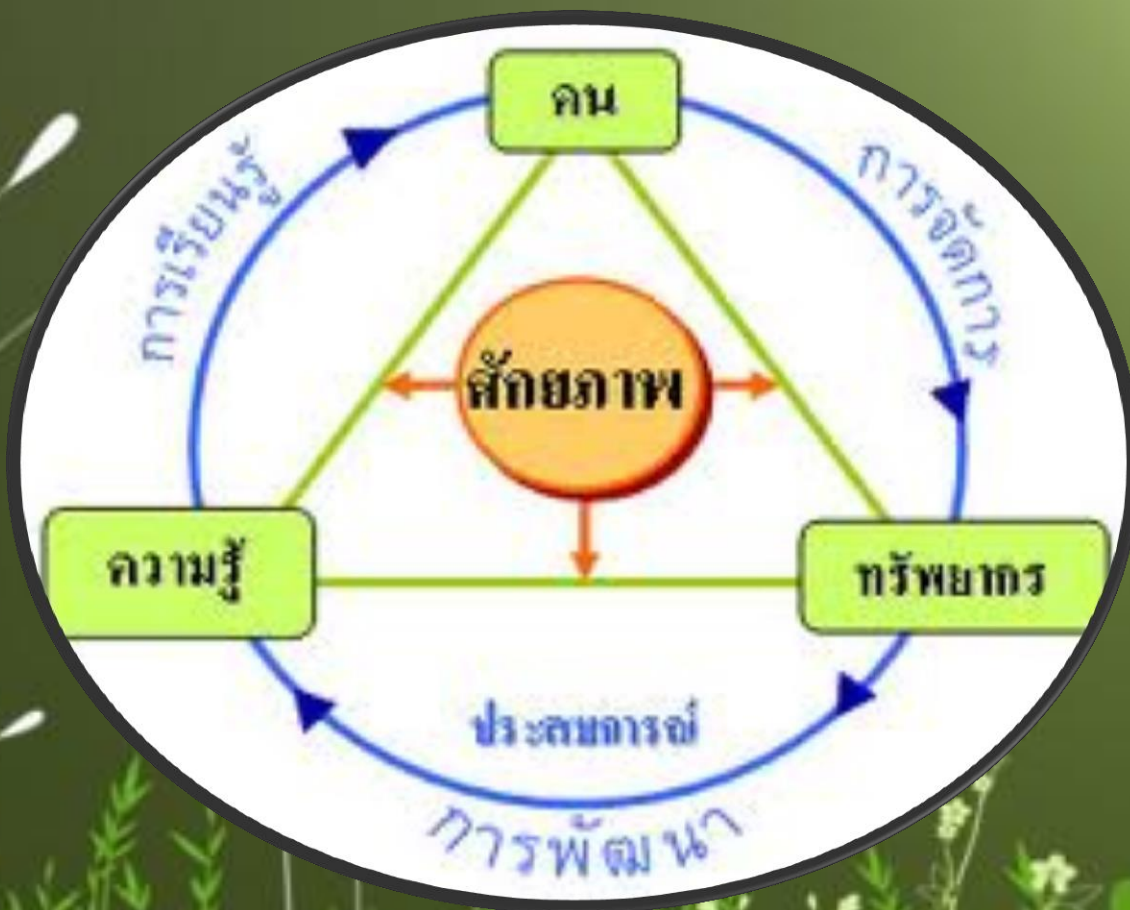 คน
การเรียนรู้
การจัดการ
ศักยภาพ
ความรู้
ทรัพยากร
ประสบการณ์
การพัฒนา